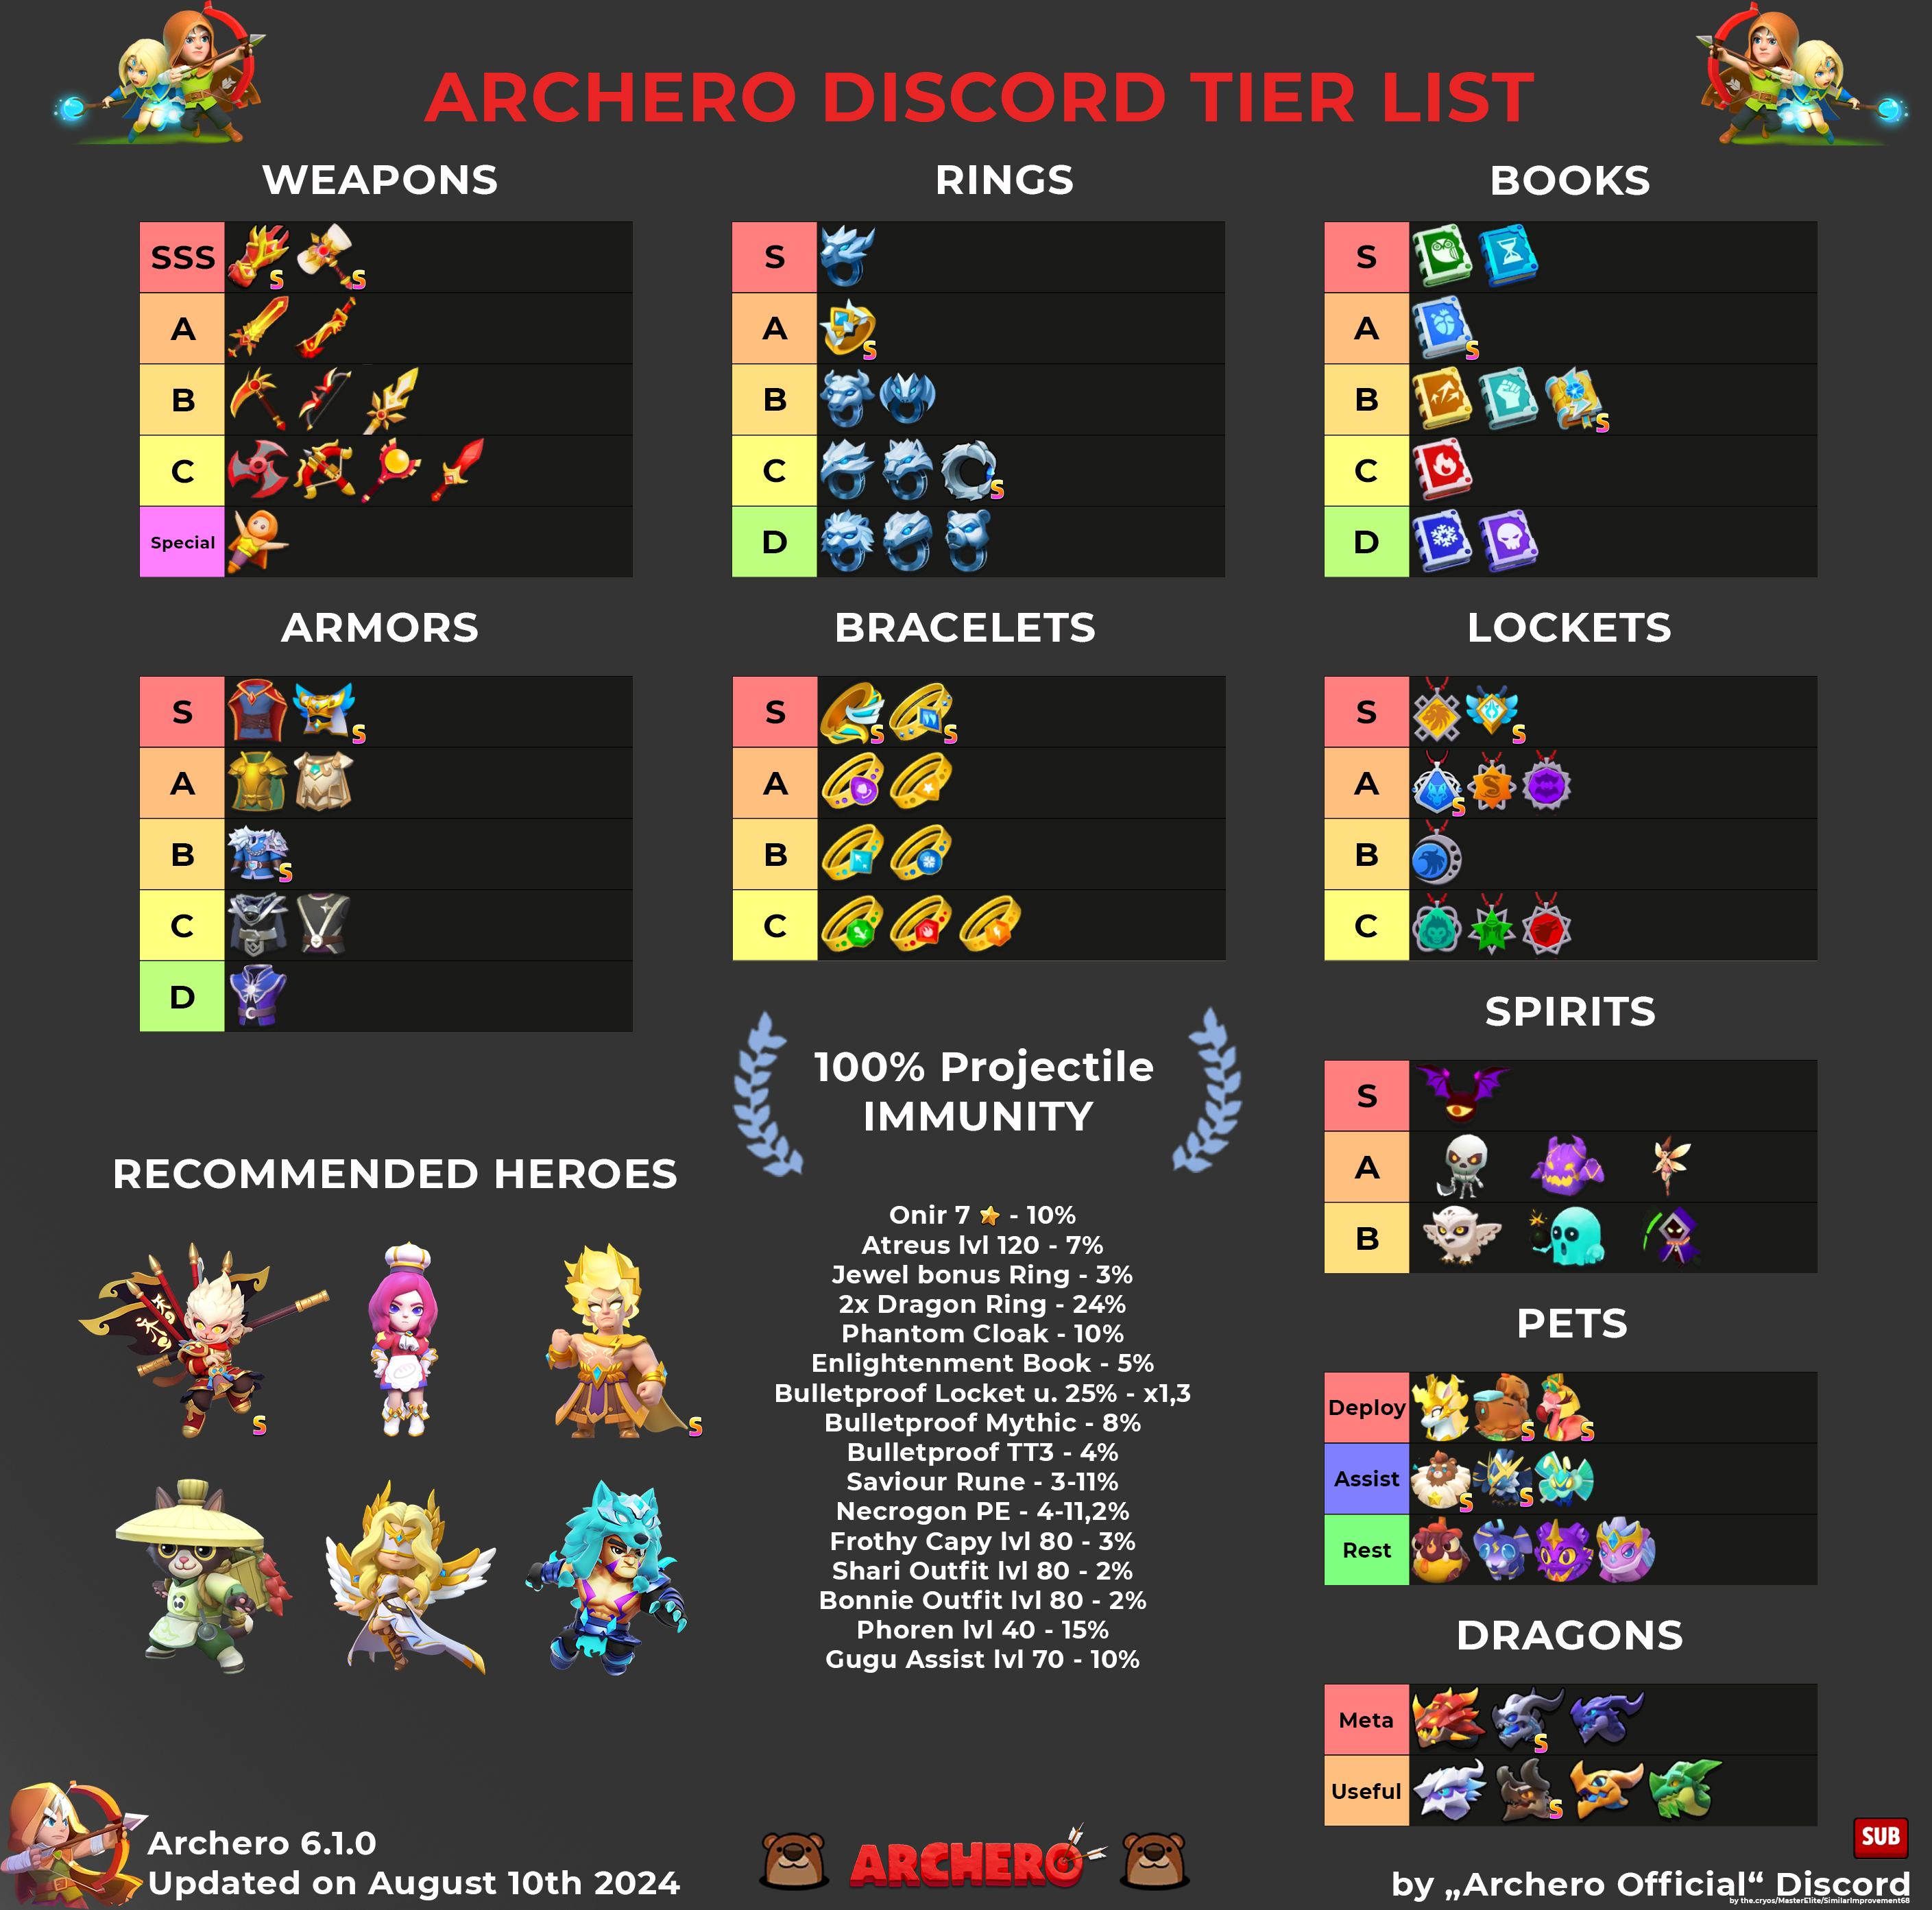 ARCHERO DISCORD TIER LIST
WEAPONS
SSS
S
S
A
B
C
Special
RINGS
S
A
S
B
C
S
D
BOOKS
S
A
S
B
S
C
D
ARMORS
S
S
A
B
S
C
D
BRACELETS
S
S
S
A
B
C
LOCKETS
S
S
A
S
B
C
SPIRITS
S
A
B
100% Projectile
IMMUNITY
Onir 7 ⭐ - 10%
Atreus lvl 120 - 7%
Jewel bonus Ring - 3%
2x Dragon Ring - 24%
Phantom Cloak - 10%
Enlightenment Book - 5%
Bulletproof Locket u. 25% - x1,3
Bulletproof Mythic - 8%
Bulletproof TT3 - 4%
Saviour Rune - 3-11%
Necrogon PE - 4-11,2%
Frothy Capy lvl 80 - 3%
Shari Outfit lvl 80 - 2%
Bonnie Outfit lvl 80 - 2%
Phoren lvl 40 - 15%
Gugu Assist lvl 70 - 10%
RECOMMENDED HEROES
S
S
PETS
Deploy
S
S
Assist
S
S
Rest
DRAGONS
Meta
S
Useful
S
Archero 6.1.0
Updated on August 10th 2024
ARCHERO
SUB
by „Archero Official“ Discord
by the.cryos/MasterE1ite/SimilarImprovement68